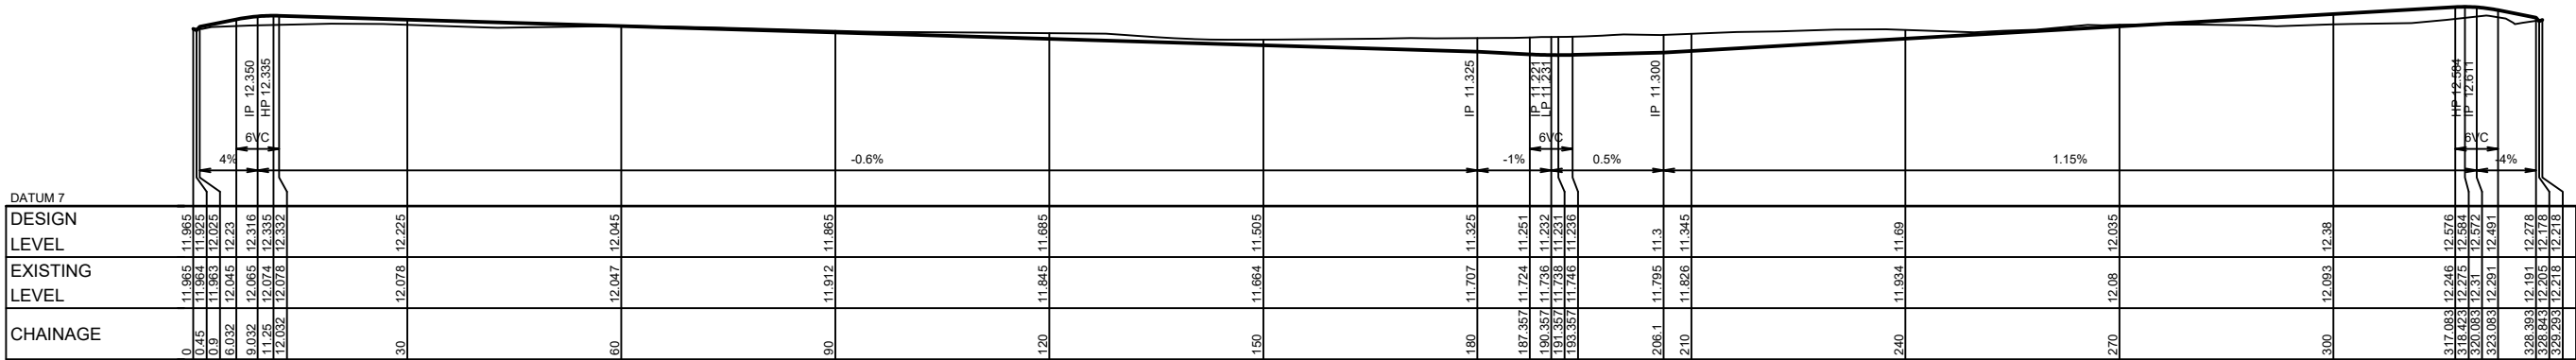 IP 12.350
HP 12.335
IP 11.325
IP 11.221
LP 11.231
IP 11.300
HP 12.584
IP 12.611
6VC
6VC
6VC
4%
-0.6%
-1%
0.5%
1.15%
-4%
DATUM 7
DESIGN LEVEL
11.965 11.925 12.025 12.23 12.316 12.335 12.332 12.225 12.045 11.865 11.685 11.505 11.325 11.251 11.232 11.231 11.236 11.3 11.345 11.69 12.035 12.38 12.576 12.584 12.572 12.491 12.278 12.178 12.218
EXISTING LEVEL
11.965 11.964 11.963 12.045 12.065 12.074 12.078 12.078 12.047 11.912 11.845 11.664 11.707 11.724 11.736 11.738 11.746 11.795 11.826 11.934 12.08 12.093 12.246 12.275 12.31 12.291 12.191 12.205 12.218
CHAINAGE
0 0.45 0.9 6.032 9.032 11.25 12.032 30 60 90 120 150 180 187.357 190.357 191.357 193.357 206.1 210 240 270 300 317.083 318.423 320.083 323.083 328.393 328.843 329.293